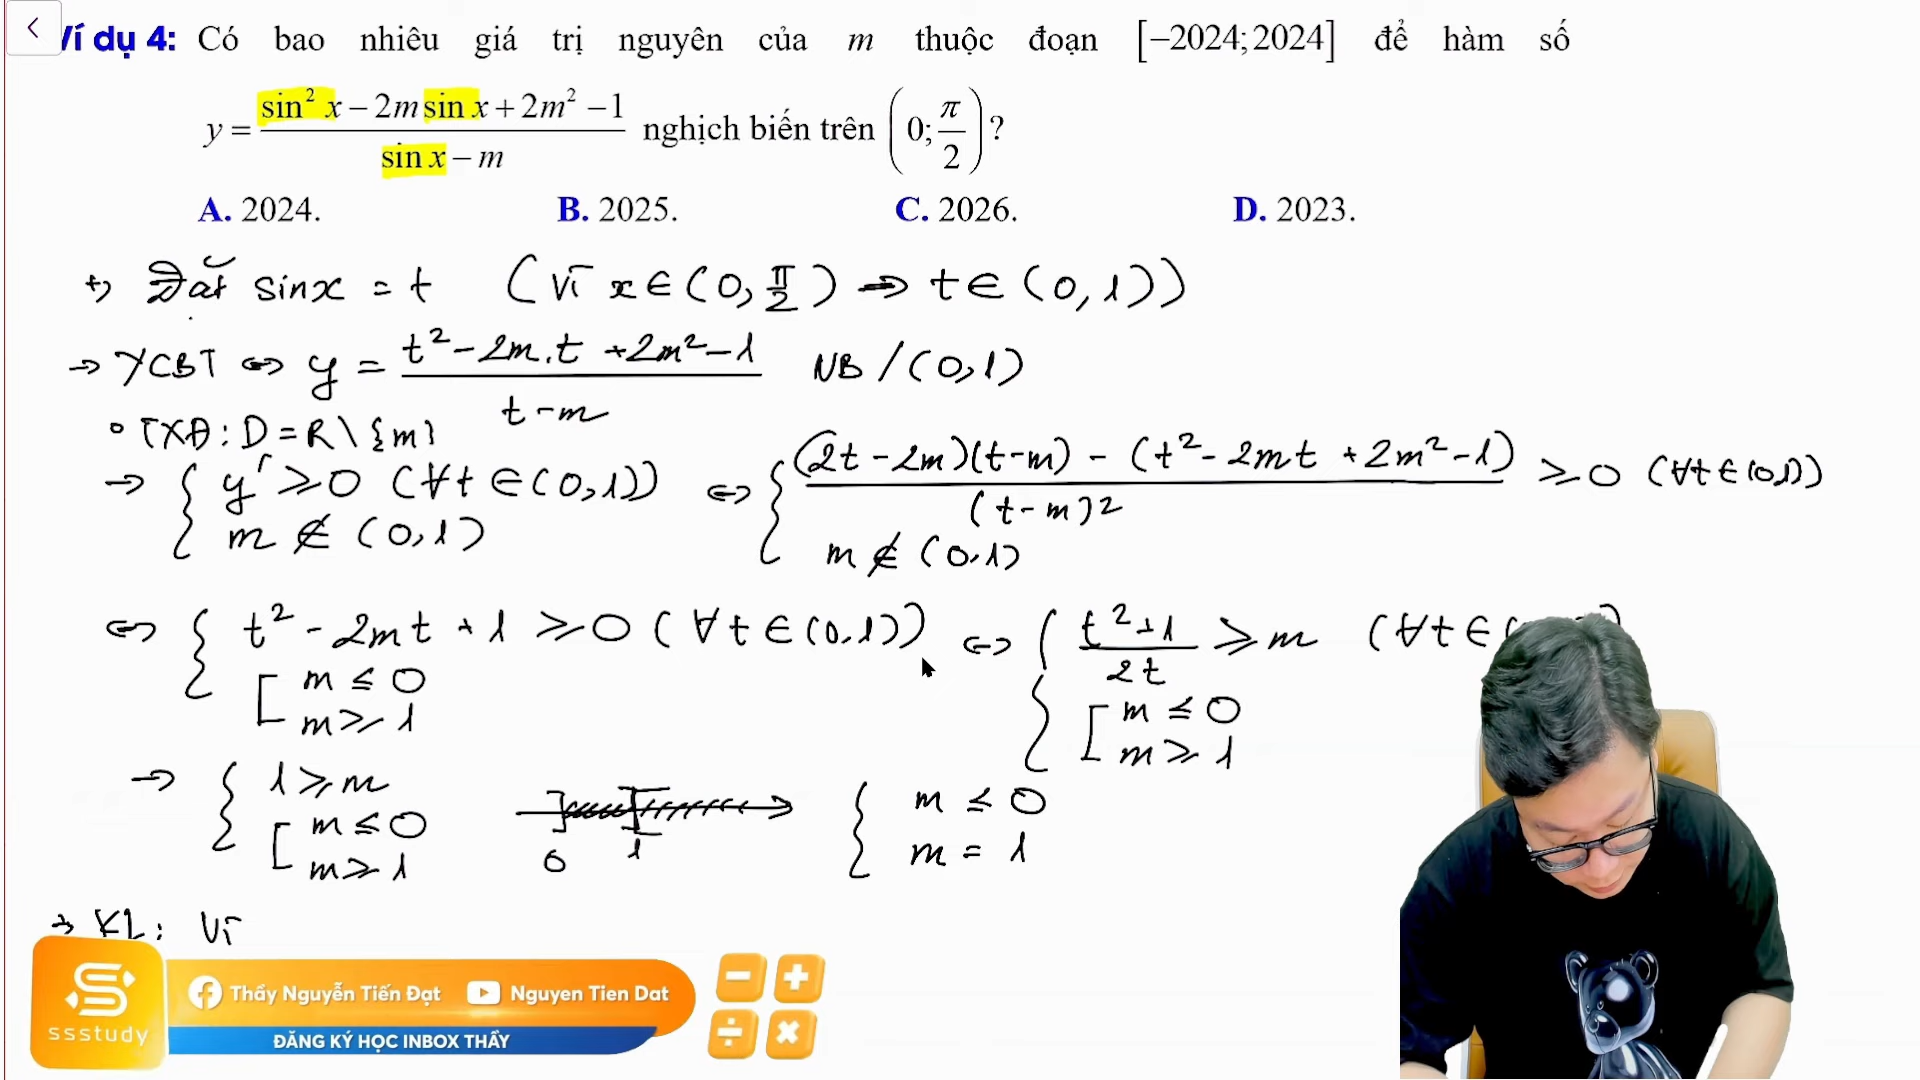 Ví dụ 4: Có bao nhiêu giá trị nguyên của m thuộc đoạn [−2024; 2024] để hàm số
y = (sin² x − 2m sin x + 2m² − 1) / (sin x − m) nghịch biến trên (0; π/2)?
A. 2024. B. 2025. C. 2026. D. 2023.
+) Đặt sinx = t (Vì x ∈ (0, π/2) → t ∈ (0, 1))
→ YCBT ⇔ y = (t² − 2m.t + 2m² − 1) / (t − m) NB / (0, 1)
• TXĐ: D = R \ {m}
→ { y' ≥ 0 (∀t ∈ (0, 1)) ⇔ { ((2t − 2m)(t − m) − (t² − 2mt + 2m² − 1)) / (t − m)² ≥ 0 (∀t ∈ (0,1))
m ∉ (0, 1) m ∉ (0.1)
⇔ { t² − 2mt + 1 ≥ 0 (∀t ∈ (0.1)) ⇔ { (t² + 1) / 2t ≥ m (∀t ∈ (
[ m ≤ 0 [ m ≤ 0
m ≥ 1 m ≥ 1
→ { 1 ≥ m { m ≤ 0
[ m ≤ 0 m = 1
m ≥ 1
0 1
→ KL: Vì
ssstudy
Thầy Nguyễn Tiến Đạt Nguyen Tien Dat
ĐĂNG KÝ HỌC INBOX THẦY